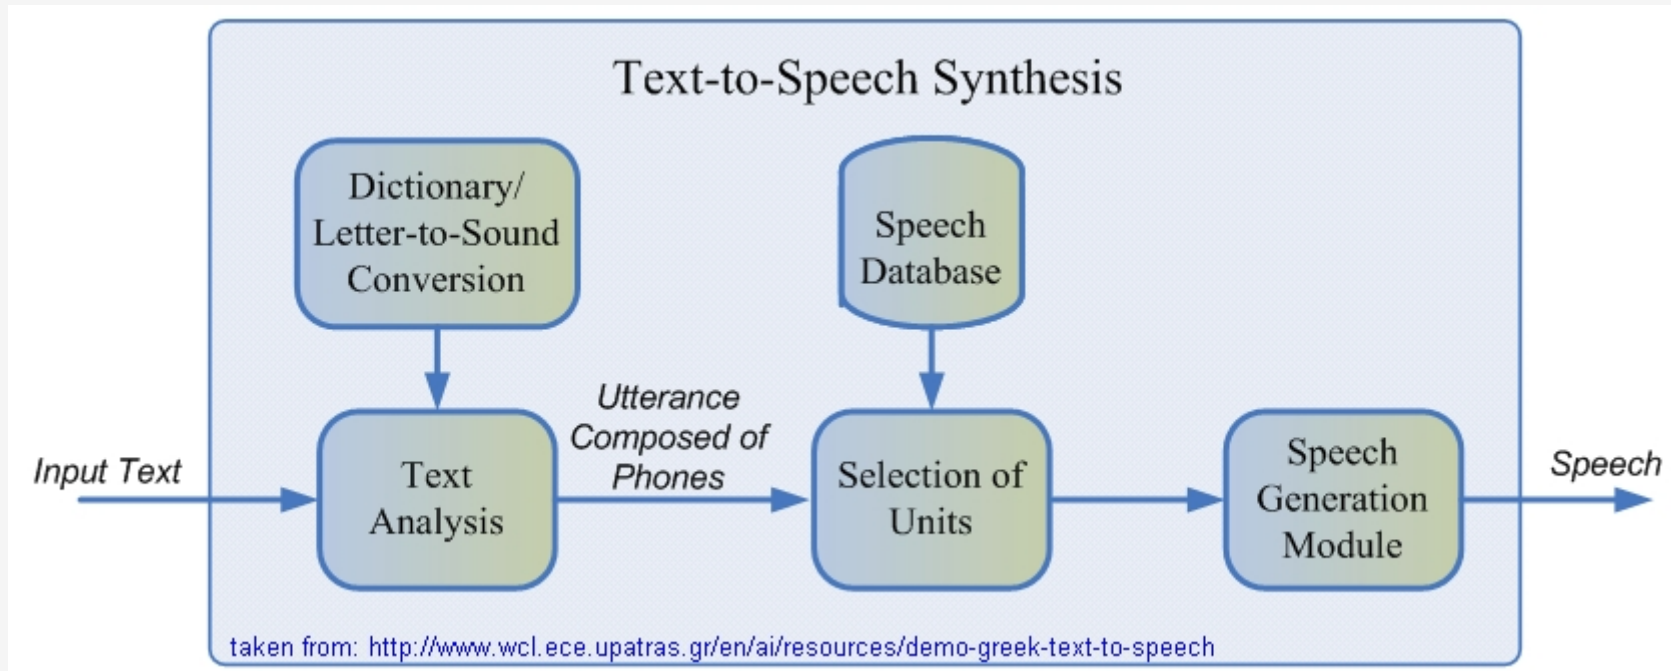 Text-to-Speech Synthesis
Dictionary/
Letter-to-Sound
Conversion
Speech
Database
Input Text
Text
Analysis
Utterance
Composed of
Phones
Selection of
Units
Speech
Generation
Module
Speech
taken from: http://www.wcl.ece.upatras.gr/en/ai/resources/demo-greek-text-to-speech